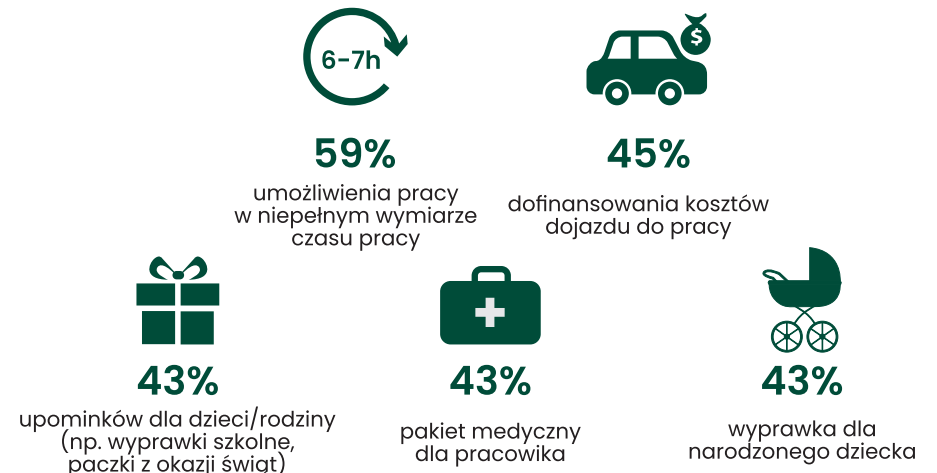 6-7h
$
59%
umożliwienia pracy
w niepełnym wymiarze
czasu pracy
45%
dofinansowania kosztów
dojazdu do pracy
43%
upominków dla dzieci/rodziny
(np. wyprawki szkolne,
paczki z okazji świąt)
43%
pakiet medyczny
dla pracowika
43%
wyprawka dla
narodzonego dziecka